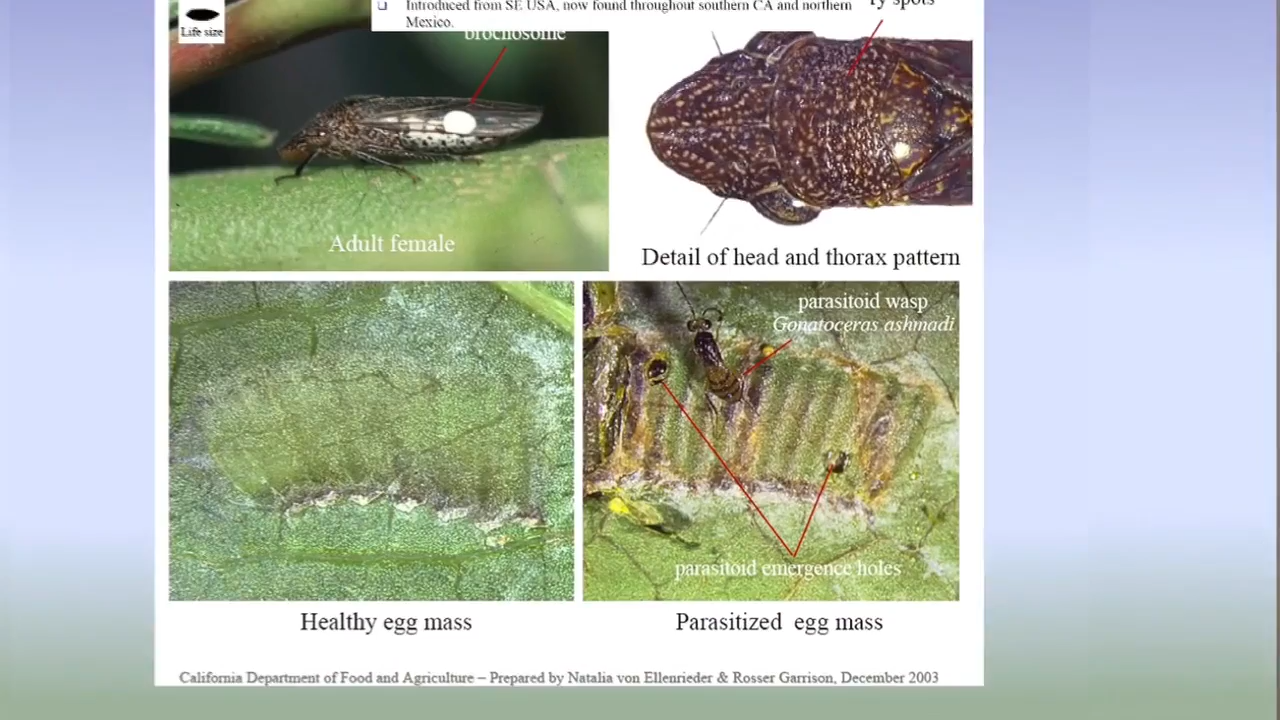 Introduced from SE USA, now found throughout southern CA and northern
Mexico.
Life size
brochosome
ry spots
Adult female
Detail of head and thorax pattern
parasitoid wasp
Gonatoceras ashmadi
parasitoid emergence holes
Healthy egg mass
Parasitized egg mass
California Department of Food and Agriculture – Prepared by Natalia von Ellenrieder & Rosser Garrison, December 2003